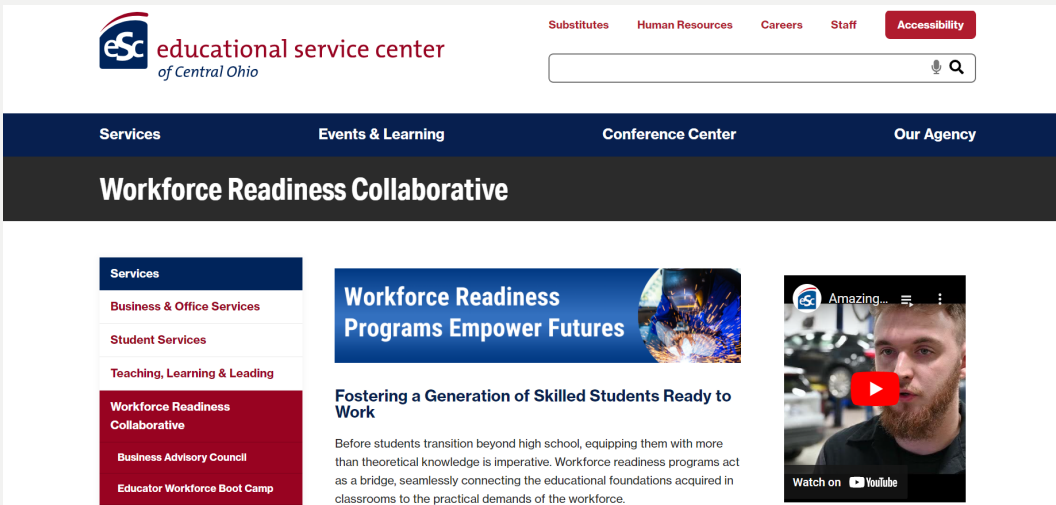 Substitutes Human Resources Careers Staff Accessibility
eSc educational service center
of Central Ohio
Services Events & Learning Conference Center Our Agency
Workforce Readiness Collaborative
Services
Business & Office Services
Student Services
Teaching, Learning & Leading
Workforce Readiness
Collaborative
Business Advisory Council
Educator Workforce Boot Camp
Workforce Readiness
Programs Empower Futures
Fostering a Generation of Skilled Students Ready to
Work
Before students transition beyond high school, equipping them with more
than theoretical knowledge is imperative. Workforce readiness programs act
as a bridge, seamlessly connecting the educational foundations acquired in
classrooms to the practical demands of the workforce.
eSc Amazing...
Watch on YouTube